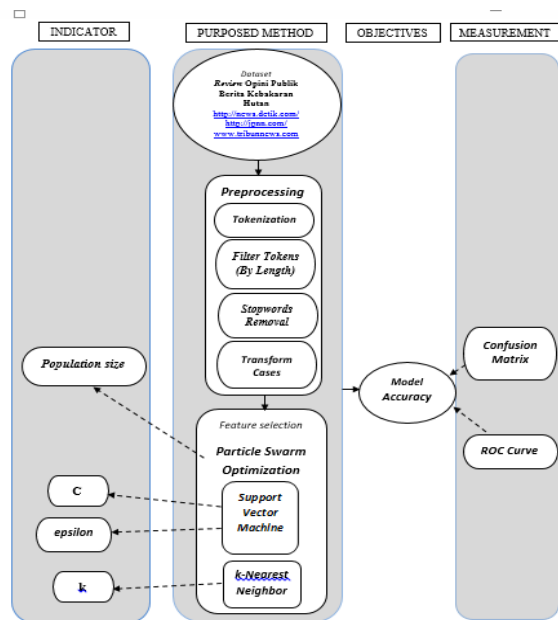 INDICATOR
PURPOSED METHOD
OBJECTIVES
MEASUREMENT
Dataset
Review Opini Publik
Berita Kebakaran
Hutan
http://news.detik.com/
http://jpnn.com/
www.tribunnews.com
Preprocessing
Tokenization
Filter Tokens
(By Length)
Stopwords
Removal
Transform
Cases
Population size
Confusion
Matrix
Model
Accuracy
ROC Curve
Feature selection
Particle Swarm
Optimization
Support
Vector
Machine
C
epsilon
k-Nearest
Neighbor
k